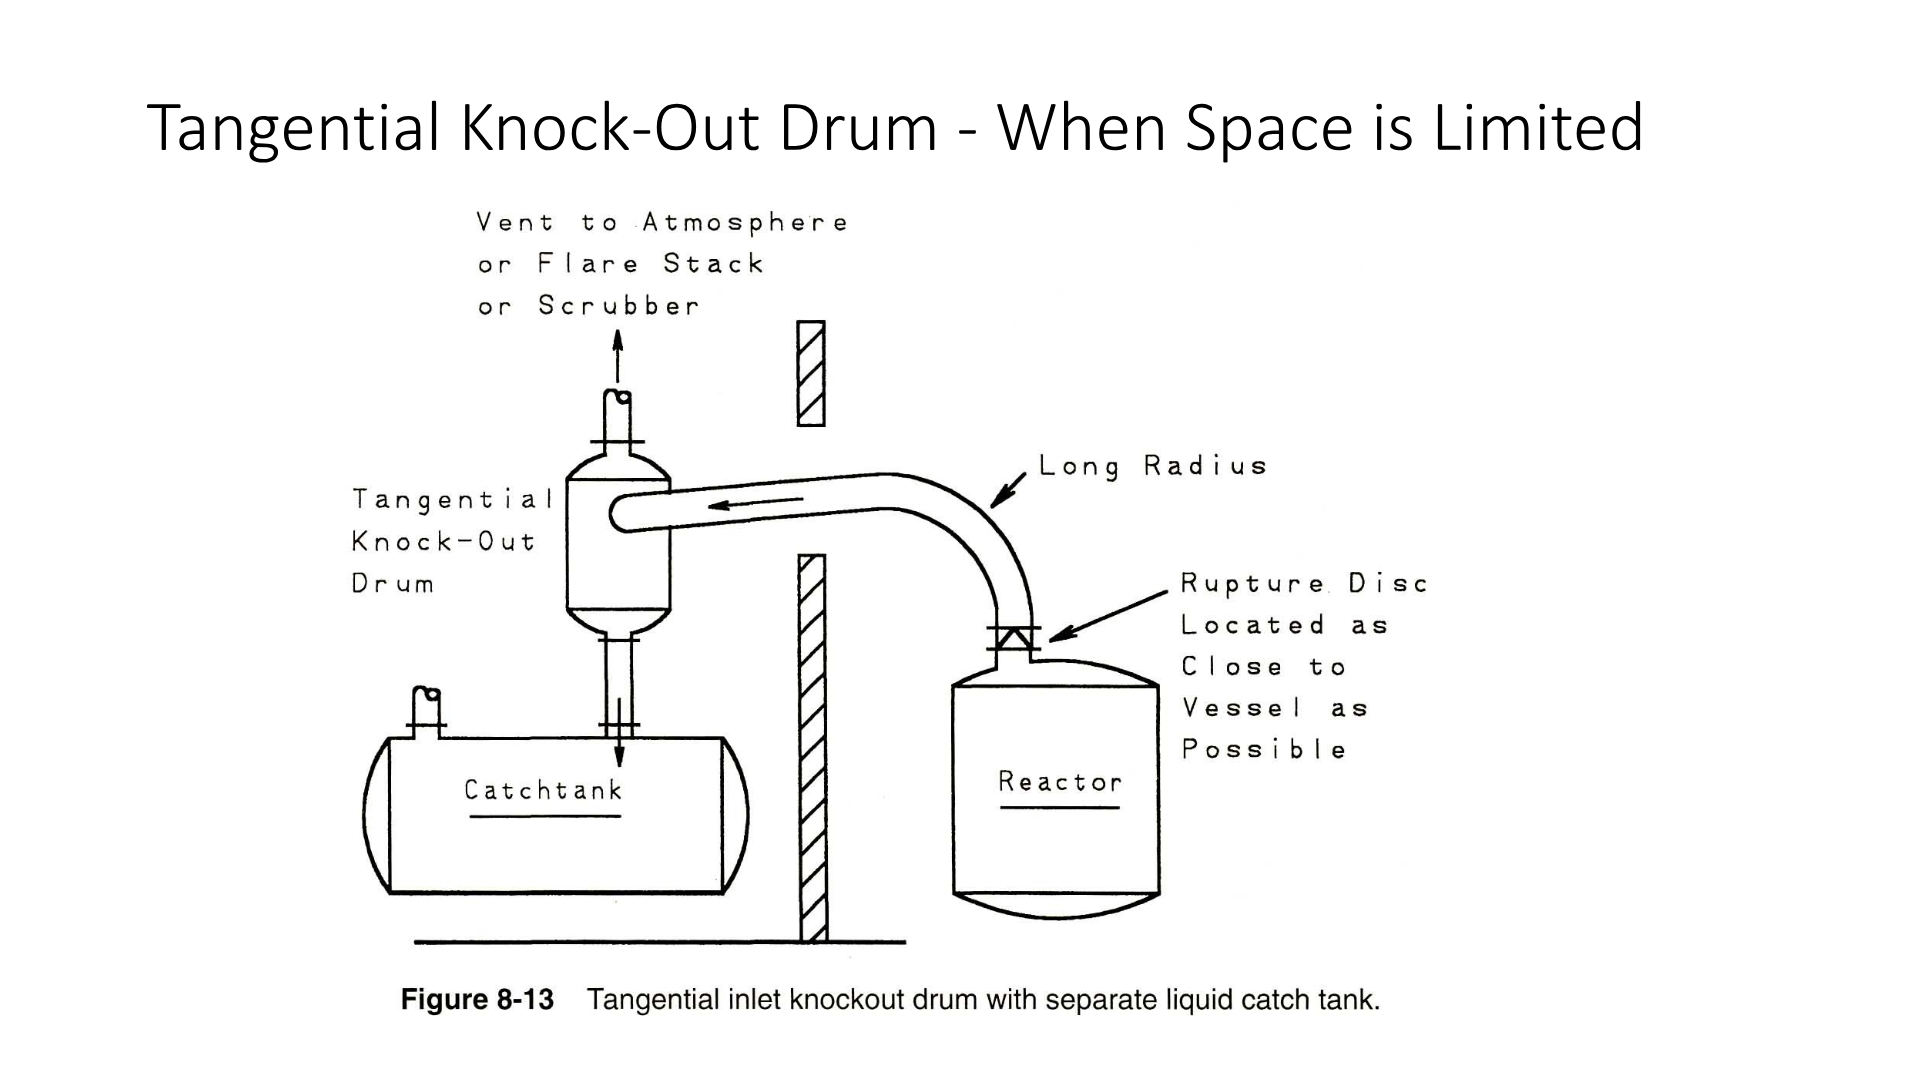 Tangential Knock-Out Drum - When Space is Limited
Vent to Atmosphere
or Flare Stack
or Scrubber
Long Radius
Tangential
Knock-Out
Drum
Rupture Disc
Located as
Close to
Vessel as
Possible
Catchtank
Reactor
Figure 8-13 Tangential inlet knockout drum with separate liquid catch tank.